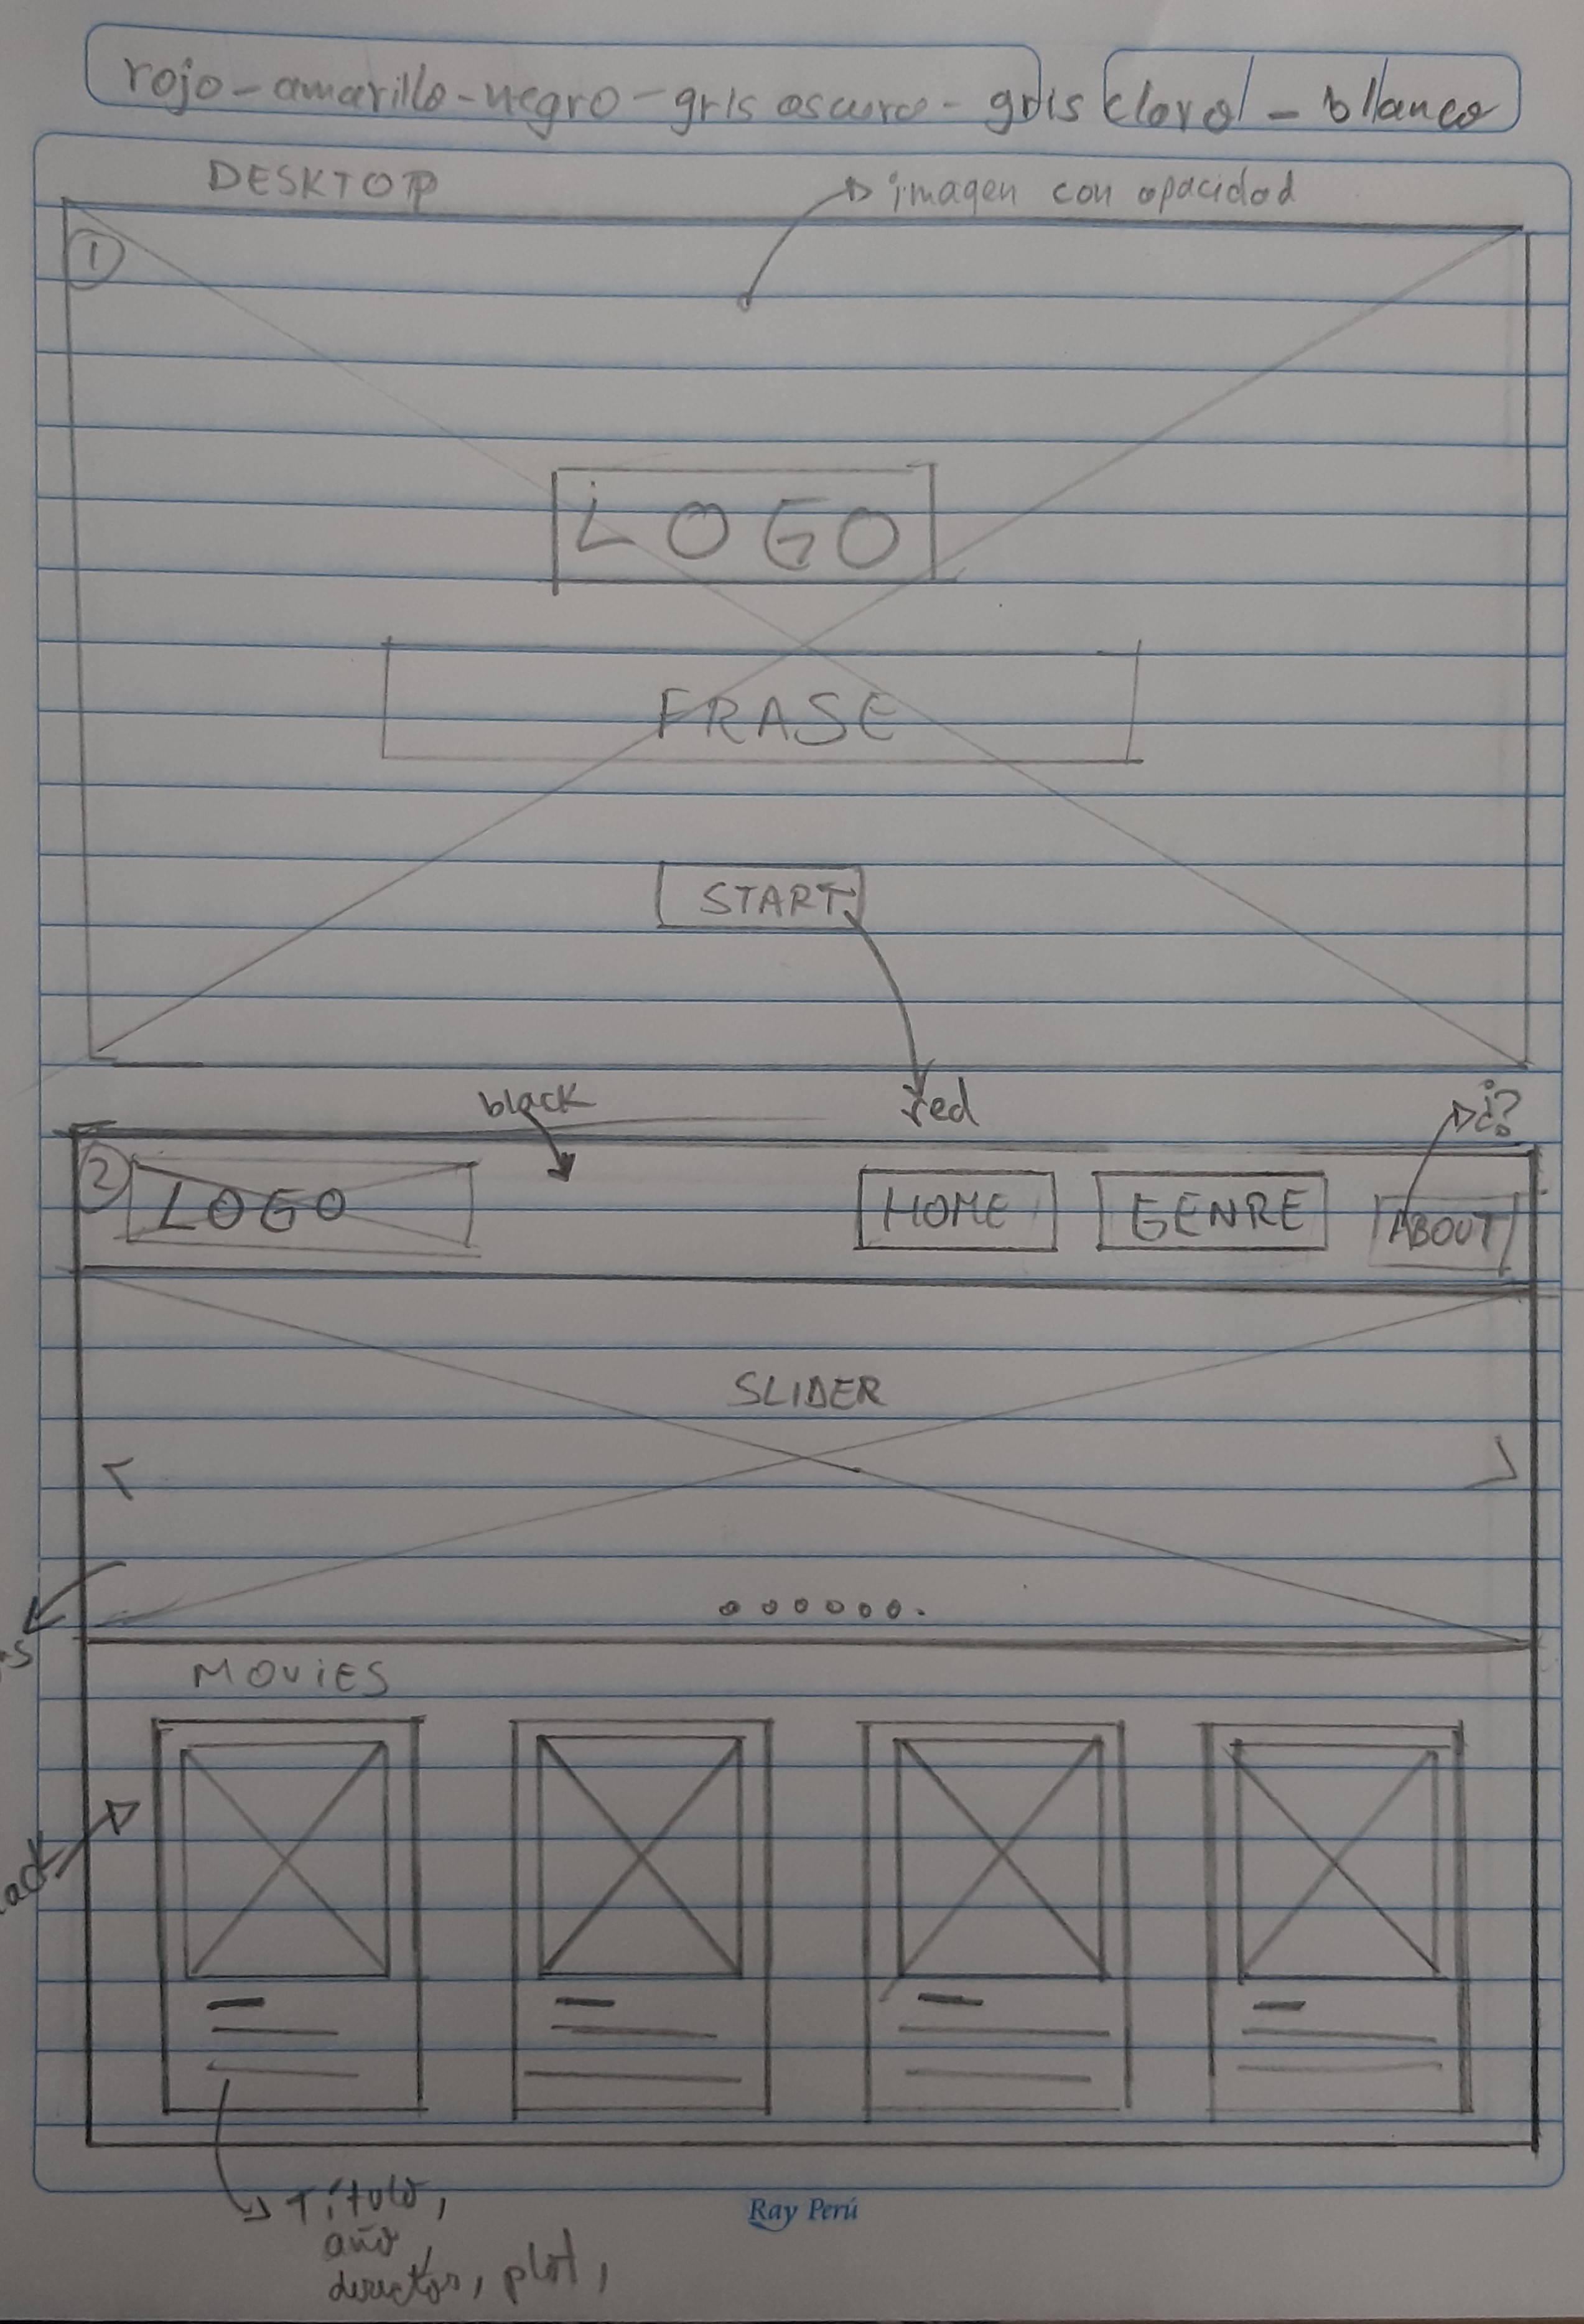 rojo - amarillo - negro - gris oscuro - gris claro - blanco
DESKTOP
imagen con opacidad
1
LOGO
FRASE
START
black
red
¿?
2
LOGO
HOME
GENRE
ABOUT
SLIDER
<
>
MOVIES
Título,
año,
director, plot,
Ray Perú